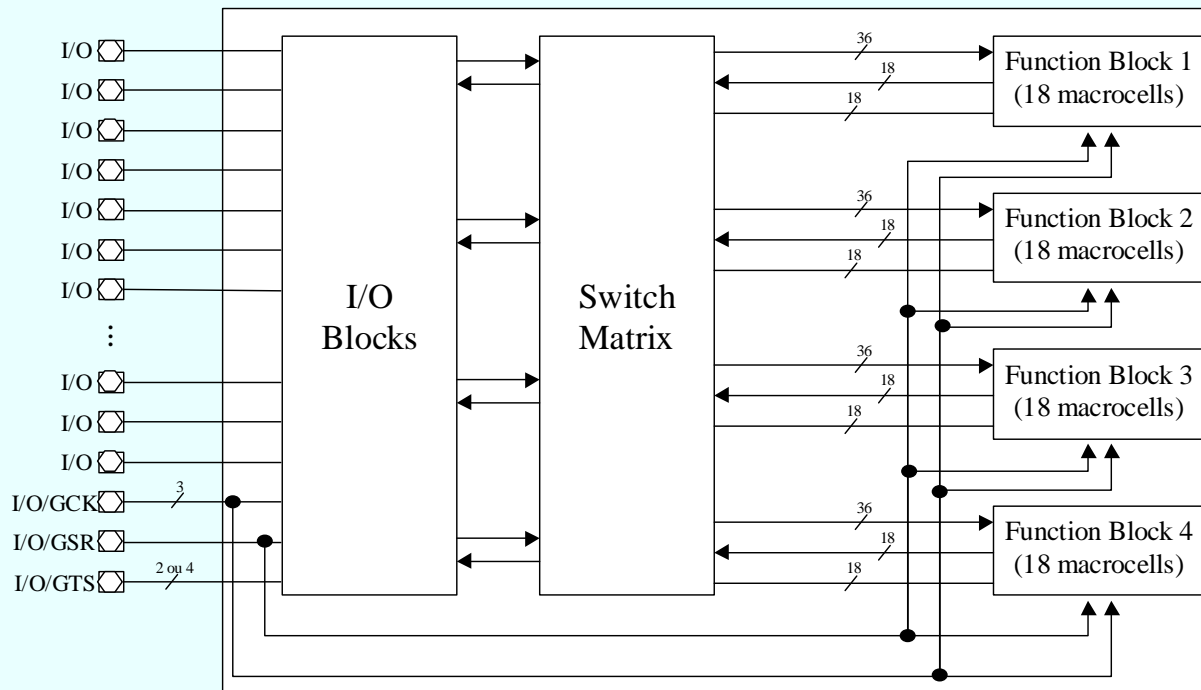 I/O
I/O
I/O
I/O
I/O
I/O
I/O
⋮
I/O
I/O
I/O
I/O/GCK
3
I/O/GSR
I/O/GTS
2 ou 4
I/O
Blocks
Switch
Matrix
36
18
18
Function Block 1
(18 macrocells)
36
18
18
Function Block 2
(18 macrocells)
36
18
18
Function Block 3
(18 macrocells)
36
18
18
Function Block 4
(18 macrocells)